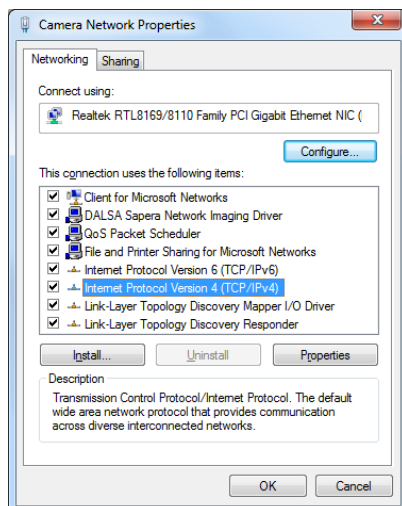 Camera Network Properties
Networking Sharing
Connect using:
Realtek RTL8169/8110 Family PCI Gigabit Ethernet NIC (
Configure...
This connection uses the following items:
Client for Microsoft Networks
DALSA Sapera Network Imaging Driver
QoS Packet Scheduler
File and Printer Sharing for Microsoft Networks
Internet Protocol Version 6 (TCP/IPv6)
Internet Protocol Version 4 (TCP/IPv4)
Link-Layer Topology Discovery Mapper I/O Driver
Link-Layer Topology Discovery Responder
Install... Uninstall Properties
Description
Transmission Control Protocol/Internet Protocol. The default
wide area network protocol that provides communication
across diverse interconnected networks.
OK Cancel